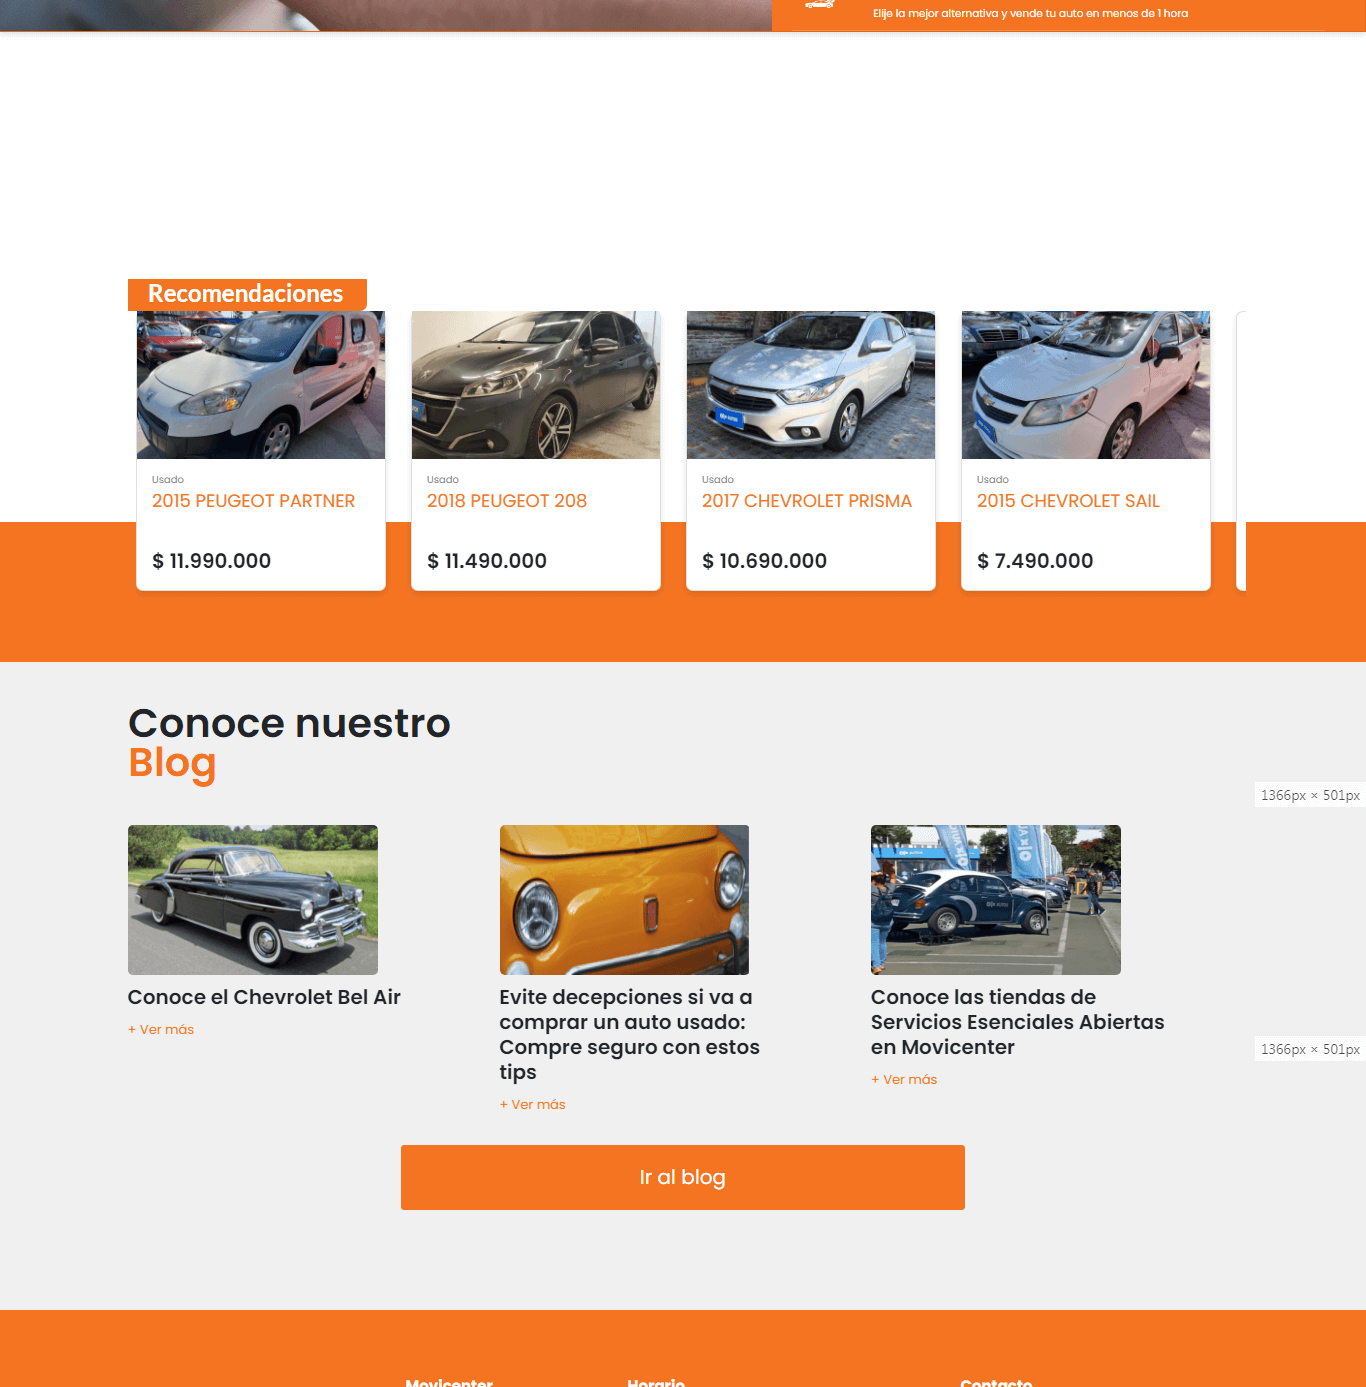 Elije la mejor alternativa y vende tu auto en menos de 1 hora
Recomendaciones
Usado
2015 PEUGEOT PARTNER
$ 11.990.000
Usado
2018 PEUGEOT 208
$ 11.490.000
Usado
2017 CHEVROLET PRISMA
$ 10.690.000
Usado
2015 CHEVROLET SAIL
$ 7.490.000
Conoce nuestro
Blog
1366px × 501px
Conoce el Chevrolet Bel Air
+ Ver más
Evite decepciones si va a
comprar un auto usado:
Compre seguro con estos
tips
+ Ver más
Conoce las tiendas de
Servicios Esenciales Abiertas
en Movicenter
+ Ver más
1366px × 501px
Ir al blog
Movicenter
Horario
Contacto